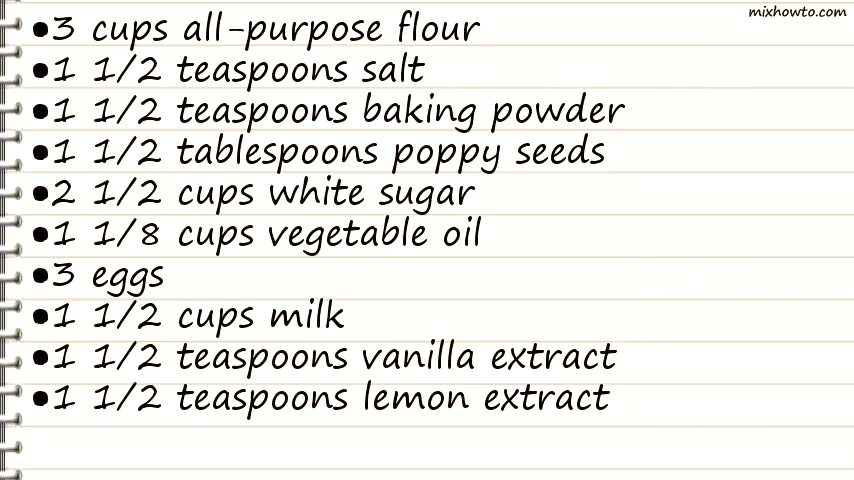 mixhowto.com
•3 cups all-purpose flour
•1 1/2 teaspoons salt
•1 1/2 teaspoons baking powder
•1 1/2 tablespoons poppy seeds
•2 1/2 cups white sugar
•1 1/8 cups vegetable oil
•3 eggs
•1 1/2 cups milk
•1 1/2 teaspoons vanilla extract
•1 1/2 teaspoons lemon extract